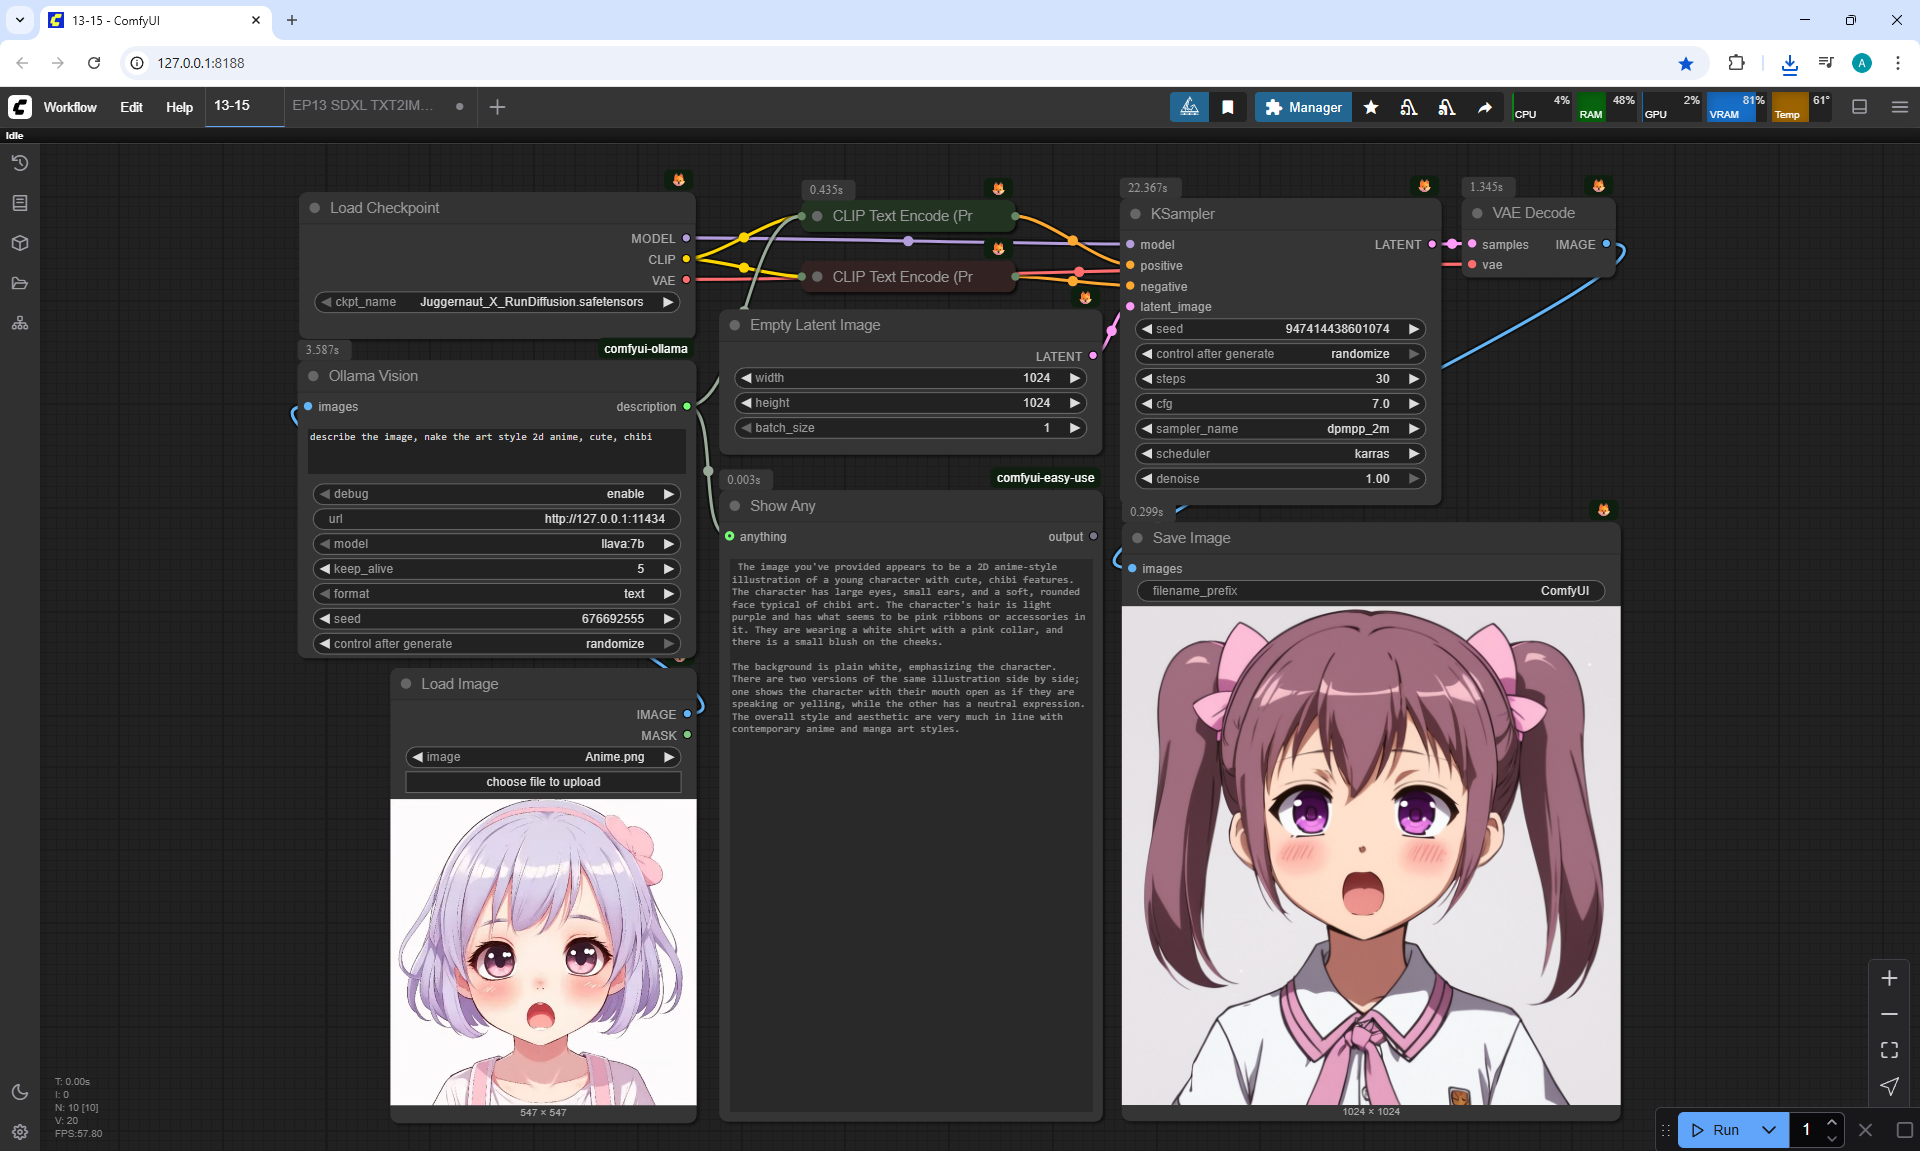 13-15 - ComfyUI
127.0.0.1:8188
Workflow Edit Help 13-15 EP13 SDXL TXT2IM...
Manager
CPU 4% RAM 48% GPU 2% VRAM 81% Temp 61°
A
Idle
Load Checkpoint
MODEL
CLIP
VAE
ckpt_name Juggernaut_X_RunDiffusion.safetensors
0.435s
CLIP Text Encode (Pr
CLIP Text Encode (Pr
22.367s
KSampler
model LATENT
positive
negative
latent_image
seed 947414438601074
control after generate randomize
steps 30
cfg 7.0
sampler_name dpmpp_2m
scheduler karras
denoise 1.00
1.345s
VAE Decode
samples IMAGE
vae
Empty Latent Image
LATENT
width 1024
height 1024
batch_size 1
3.587s comfyui-ollama
Ollama Vision
images description
describe the image, nake the art style 2d anime, cute, chibi
debug enable
url http://127.0.0.1:11434
model llava:7b
keep_alive 5
format text
seed 676692555
control after generate randomize
0.003s comfyui-easy-use
Show Any
anything output
The image you've provided appears to be a 2D anime-style
illustration of a young character with cute, chibi features.
The character has large eyes, small ears, and a soft, rounded
face typical of chibi art. The character's hair is light
purple and has what seems to be pink ribbons or accessories in
it. They are wearing a white shirt with a pink collar, and
there is a small blush on the cheeks.
The background is plain white, emphasizing the character.
There are two versions of the same illustration side by side;
one shows the character with their mouth open as if they are
speaking or yelling, while the other has a neutral expression.
The overall style and aesthetic are very much in line with
contemporary anime and manga art styles.
0.299s
Save Image
images
filename_prefix ComfyUI
1024 × 1024
Load Image
IMAGE
MASK
image Anime.png
choose file to upload
547 × 547
T: 0.00s
I: 0
N: 10 [10]
V: 20
FPS:57.80
Run 1